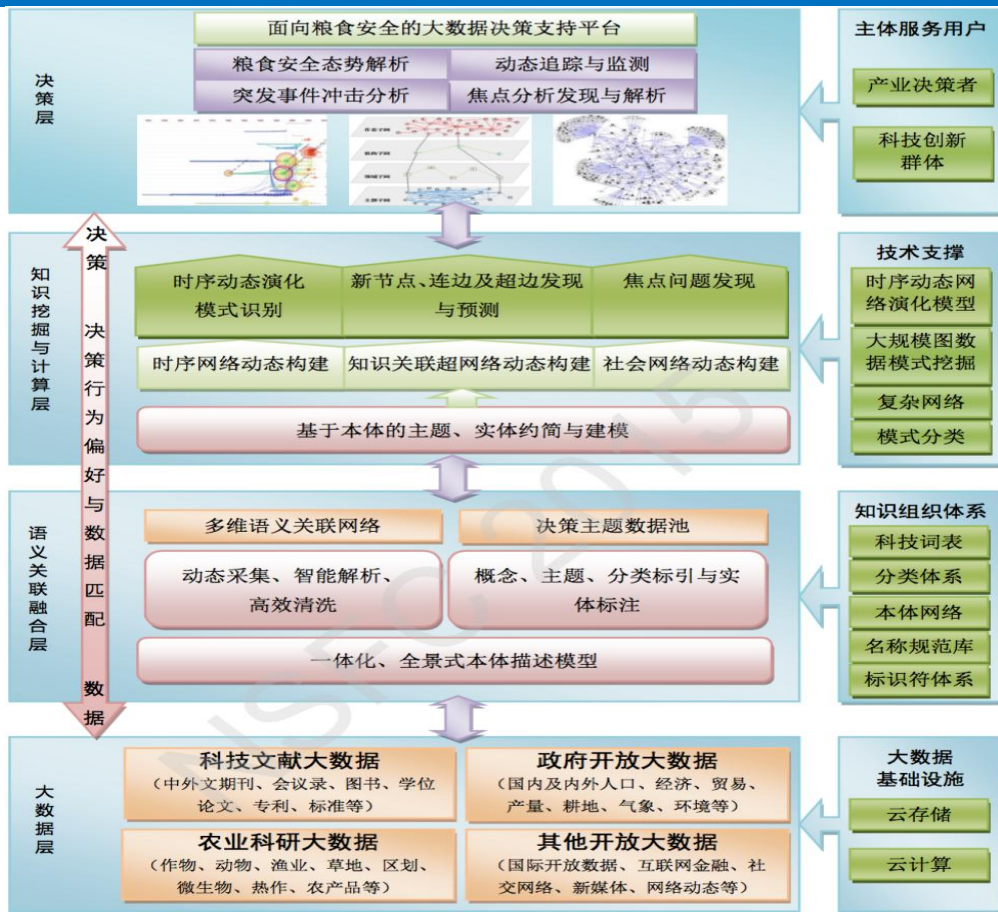 面向粮食安全的大数据决策支持平台
粮食安全态势解析
动态追踪与监测
突发事件冲击分析
焦点分析发现与解析
决策层
主体服务用户
产业决策者
科技创新
群体
决策
决策行为偏好与数据匹配
数据
知识挖掘与计算层
时序动态演化
模式识别
新节点、连边及超边发现
与预测
焦点问题发现
时序网络动态构建
知识关联超网络动态构建
社会网络动态构建
基于本体的主题、实体约简与建模
技术支撑
时序动态网
络演化模型
大规模图数
据模式挖掘
复杂网络
模式分类
语义关联融合层
多维语义关联网络
决策主题数据池
动态采集、智能解析、
高效清洗
概念、主题、分类标引与实
体标注
一体化、全景式本体描述模型
知识组织体系
科技词表
分类体系
本体网络
名称规范库
标识符体系
大数据层
科技文献大数据
（中外文期刊、会议录、图书、学位
论文、专利、标准等）
政府开放大数据
（国内及内外人口、经济、贸易、
产量、耕地、气象、环境等）
农业科研大数据
（作物、动物、渔业、草地、区划、
微生物、热作、农产品等）
其他开放大数据
（国际开放数据、互联网金融、社
交网络、新媒体、网络动态等）
大数据
基础设施
云存储
云计算
NSFC 2015